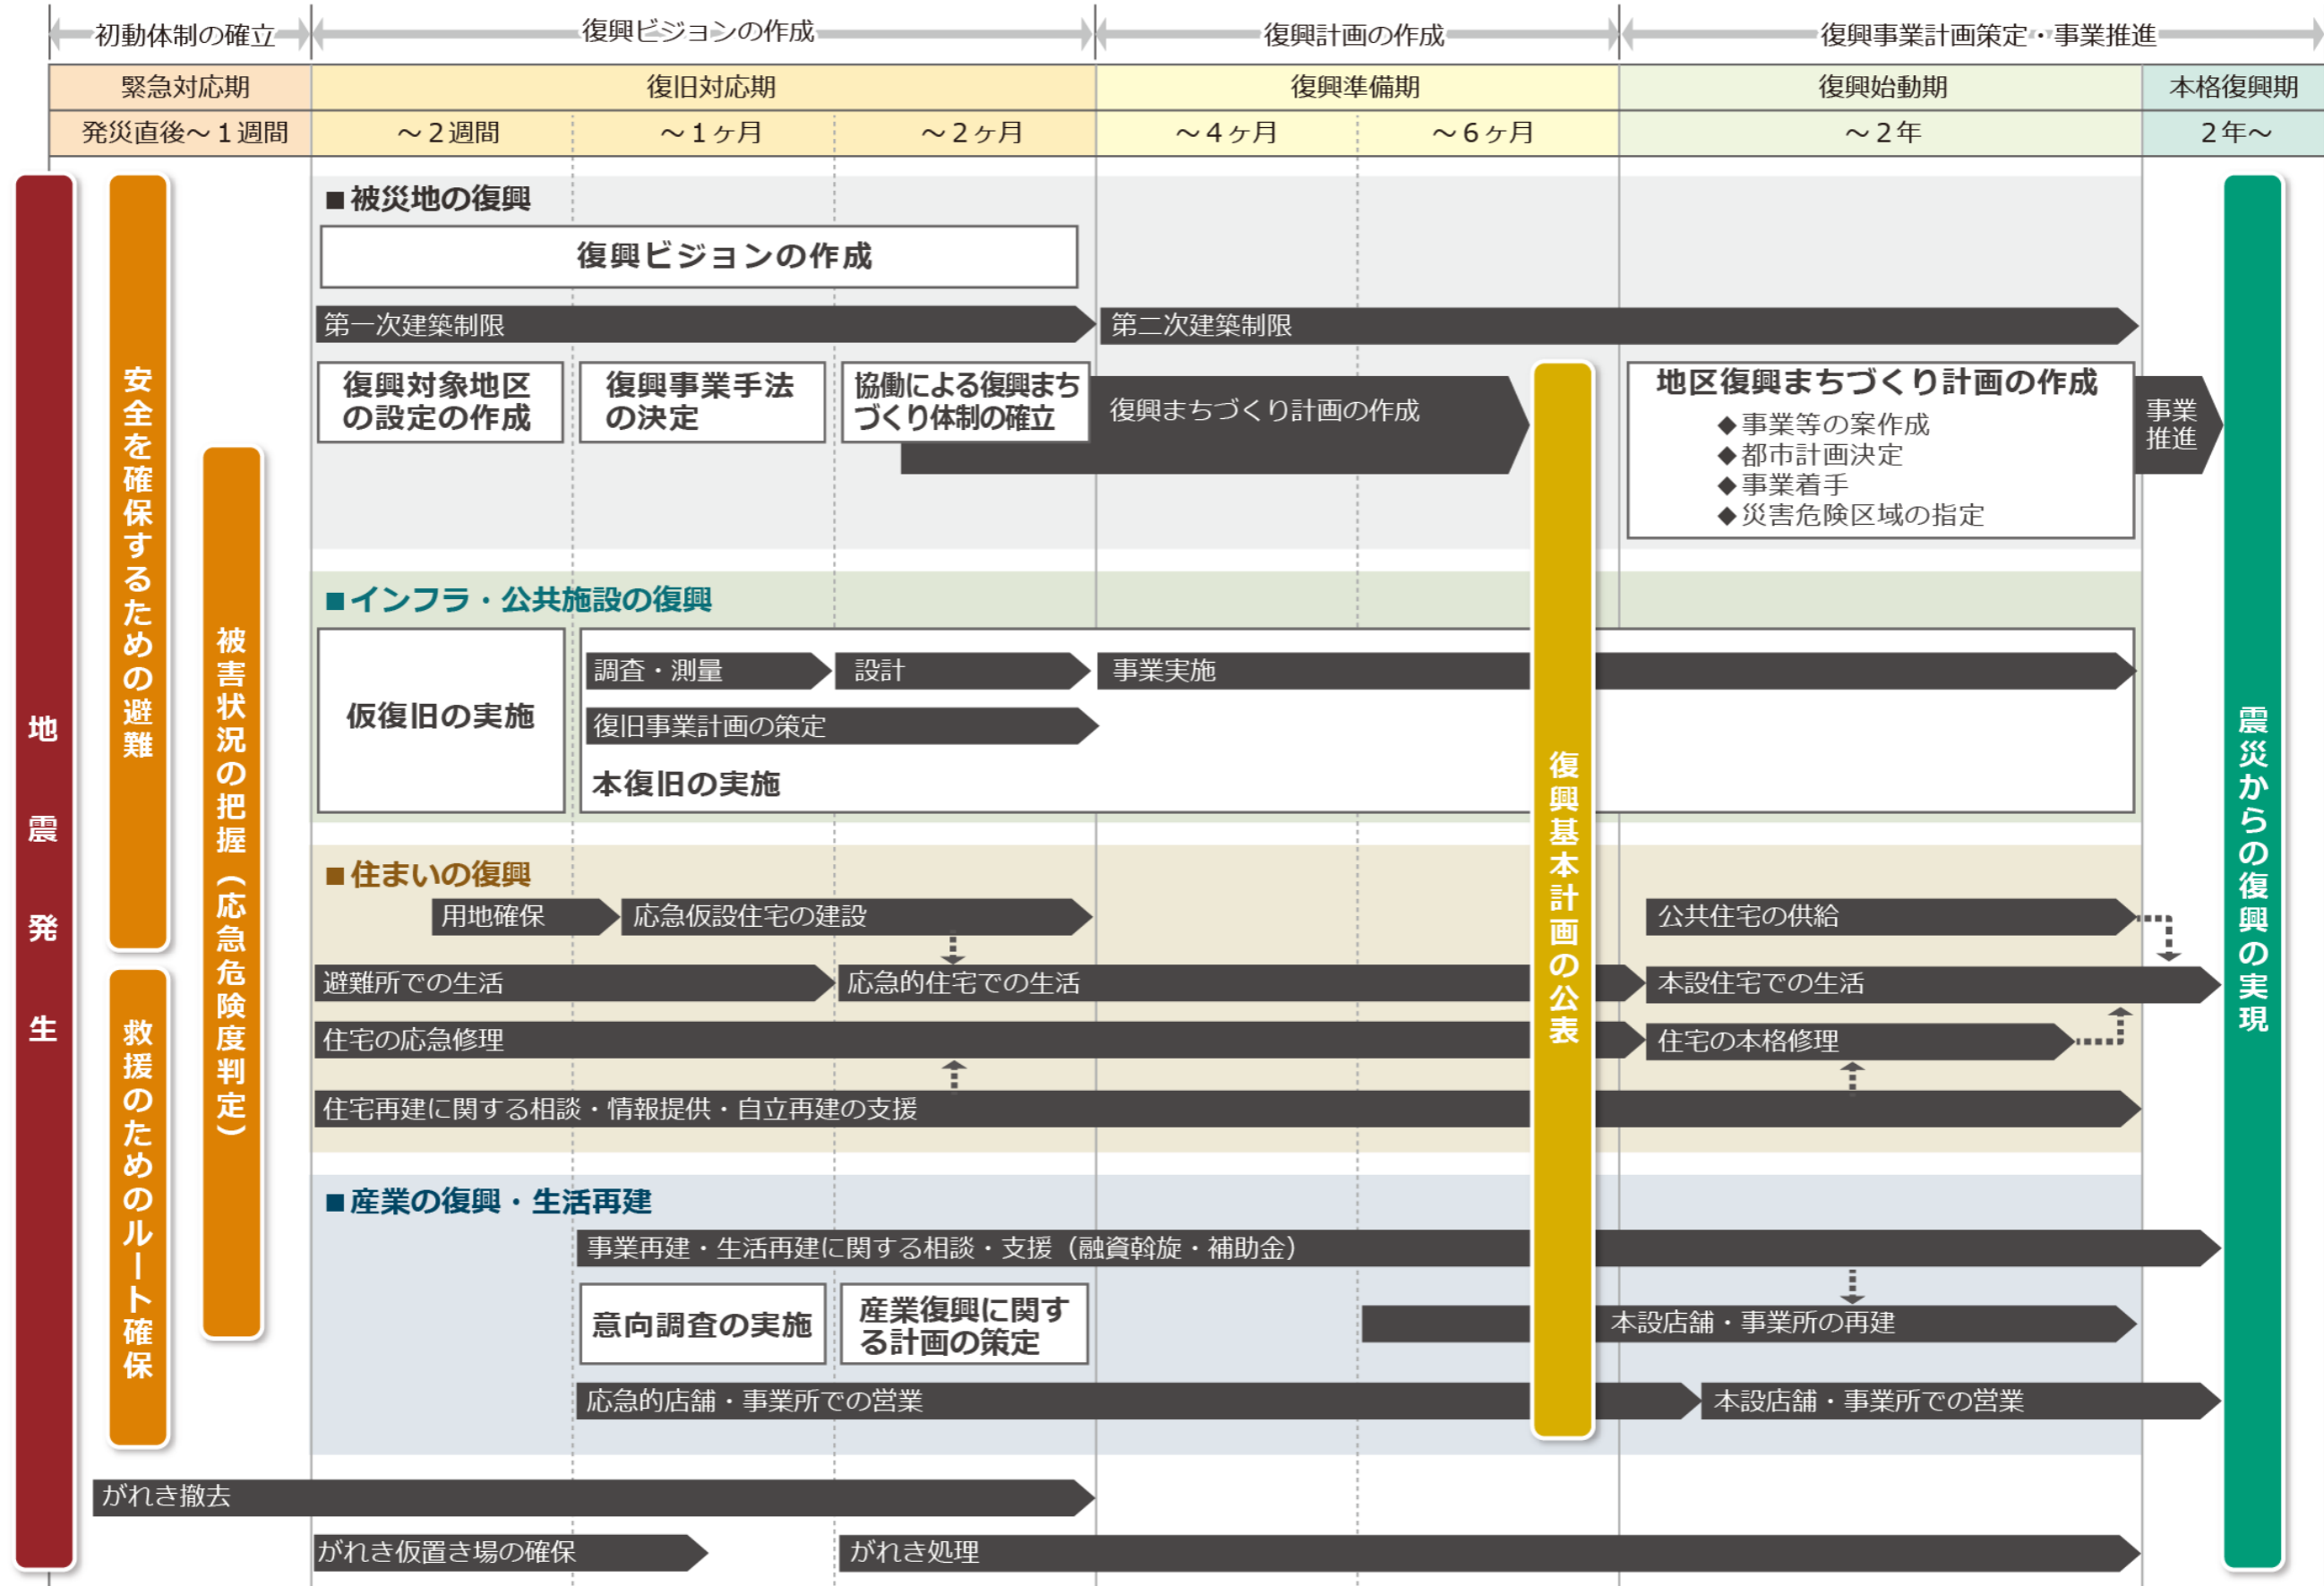 初動体制の確立
復興ビジョンの作成
復興計画の作成
復興事業計画策定・事業推進
緊急対応期
復旧対応期
復興準備期
復興始動期
本格復興期
発災直後～1週間
～2週間
～1ヶ月
～2ヶ月
～4ヶ月
～6ヶ月
～2年
2年～
地震発生
安全を確保するための避難
救援のためのルート確保
被害状況の把握（応急危険度判定）
■被災地の復興
復興ビジョンの作成
第一次建築制限
第二次建築制限
復興対象地区
の設定の作成
復興事業手法
の決定
協働による復興まち
づくり体制の確立
復興まちづくり計画の作成
地区復興まちづくり計画の作成
◆事業等の案作成
◆都市計画決定
◆事業着手
◆災害危険区域の指定
事業
推進
■インフラ・公共施設の復興
仮復旧の実施
調査・測量
設計
事業実施
復旧事業計画の策定
本復旧の実施
■住まいの復興
用地確保
応急仮設住宅の建設
公共住宅の供給
避難所での生活
応急的住宅での生活
本設住宅での生活
住宅の応急修理
住宅の本格修理
住宅再建に関する相談・情報提供・自立再建の支援
■産業の復興・生活再建
事業再建・生活再建に関する相談・支援（融資斡旋・補助金）
意向調査の実施
産業復興に関す
る計画の策定
本設店舗・事業所の再建
応急的店舗・事業所での営業
本設店舗・事業所での営業
復興基本計画の公表
震災からの復興の実現
がれき撤去
がれき仮置き場の確保
がれき処理